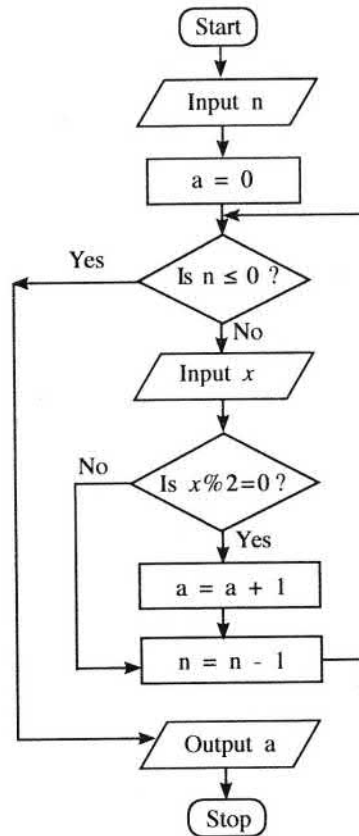 Start
Input n
a = 0
Yes
Is n ≤ 0 ?
No
Input x
No
Is x%2=0 ?
Yes
a = a + 1
n = n - 1
Output a
Stop